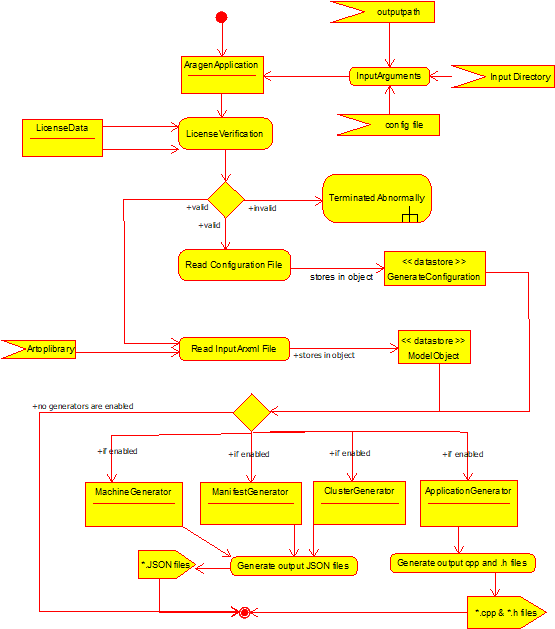 outputpath
AragenApplication
InputArguments
Input Directory
config file
LicenseData
LicenseVerification
Terminated Abnormally
+valid
+invalid
+valid
Read Configuration File
stores in object
<< datastore >>
GenerateConfiguration
Artoplibrary
Read InputArxml File
+stores in object
<< datastore >>
ModelObject
+no generators are enabled
+if enabled
+if enabled
+if enabled
+if enabled
MachineGenerator
ManifestGenerator
ClusterGenerator
ApplicationGenerator
*.JSON files
Generate output JSON files
Generate output cpp and .h files
*.cpp & *.h files